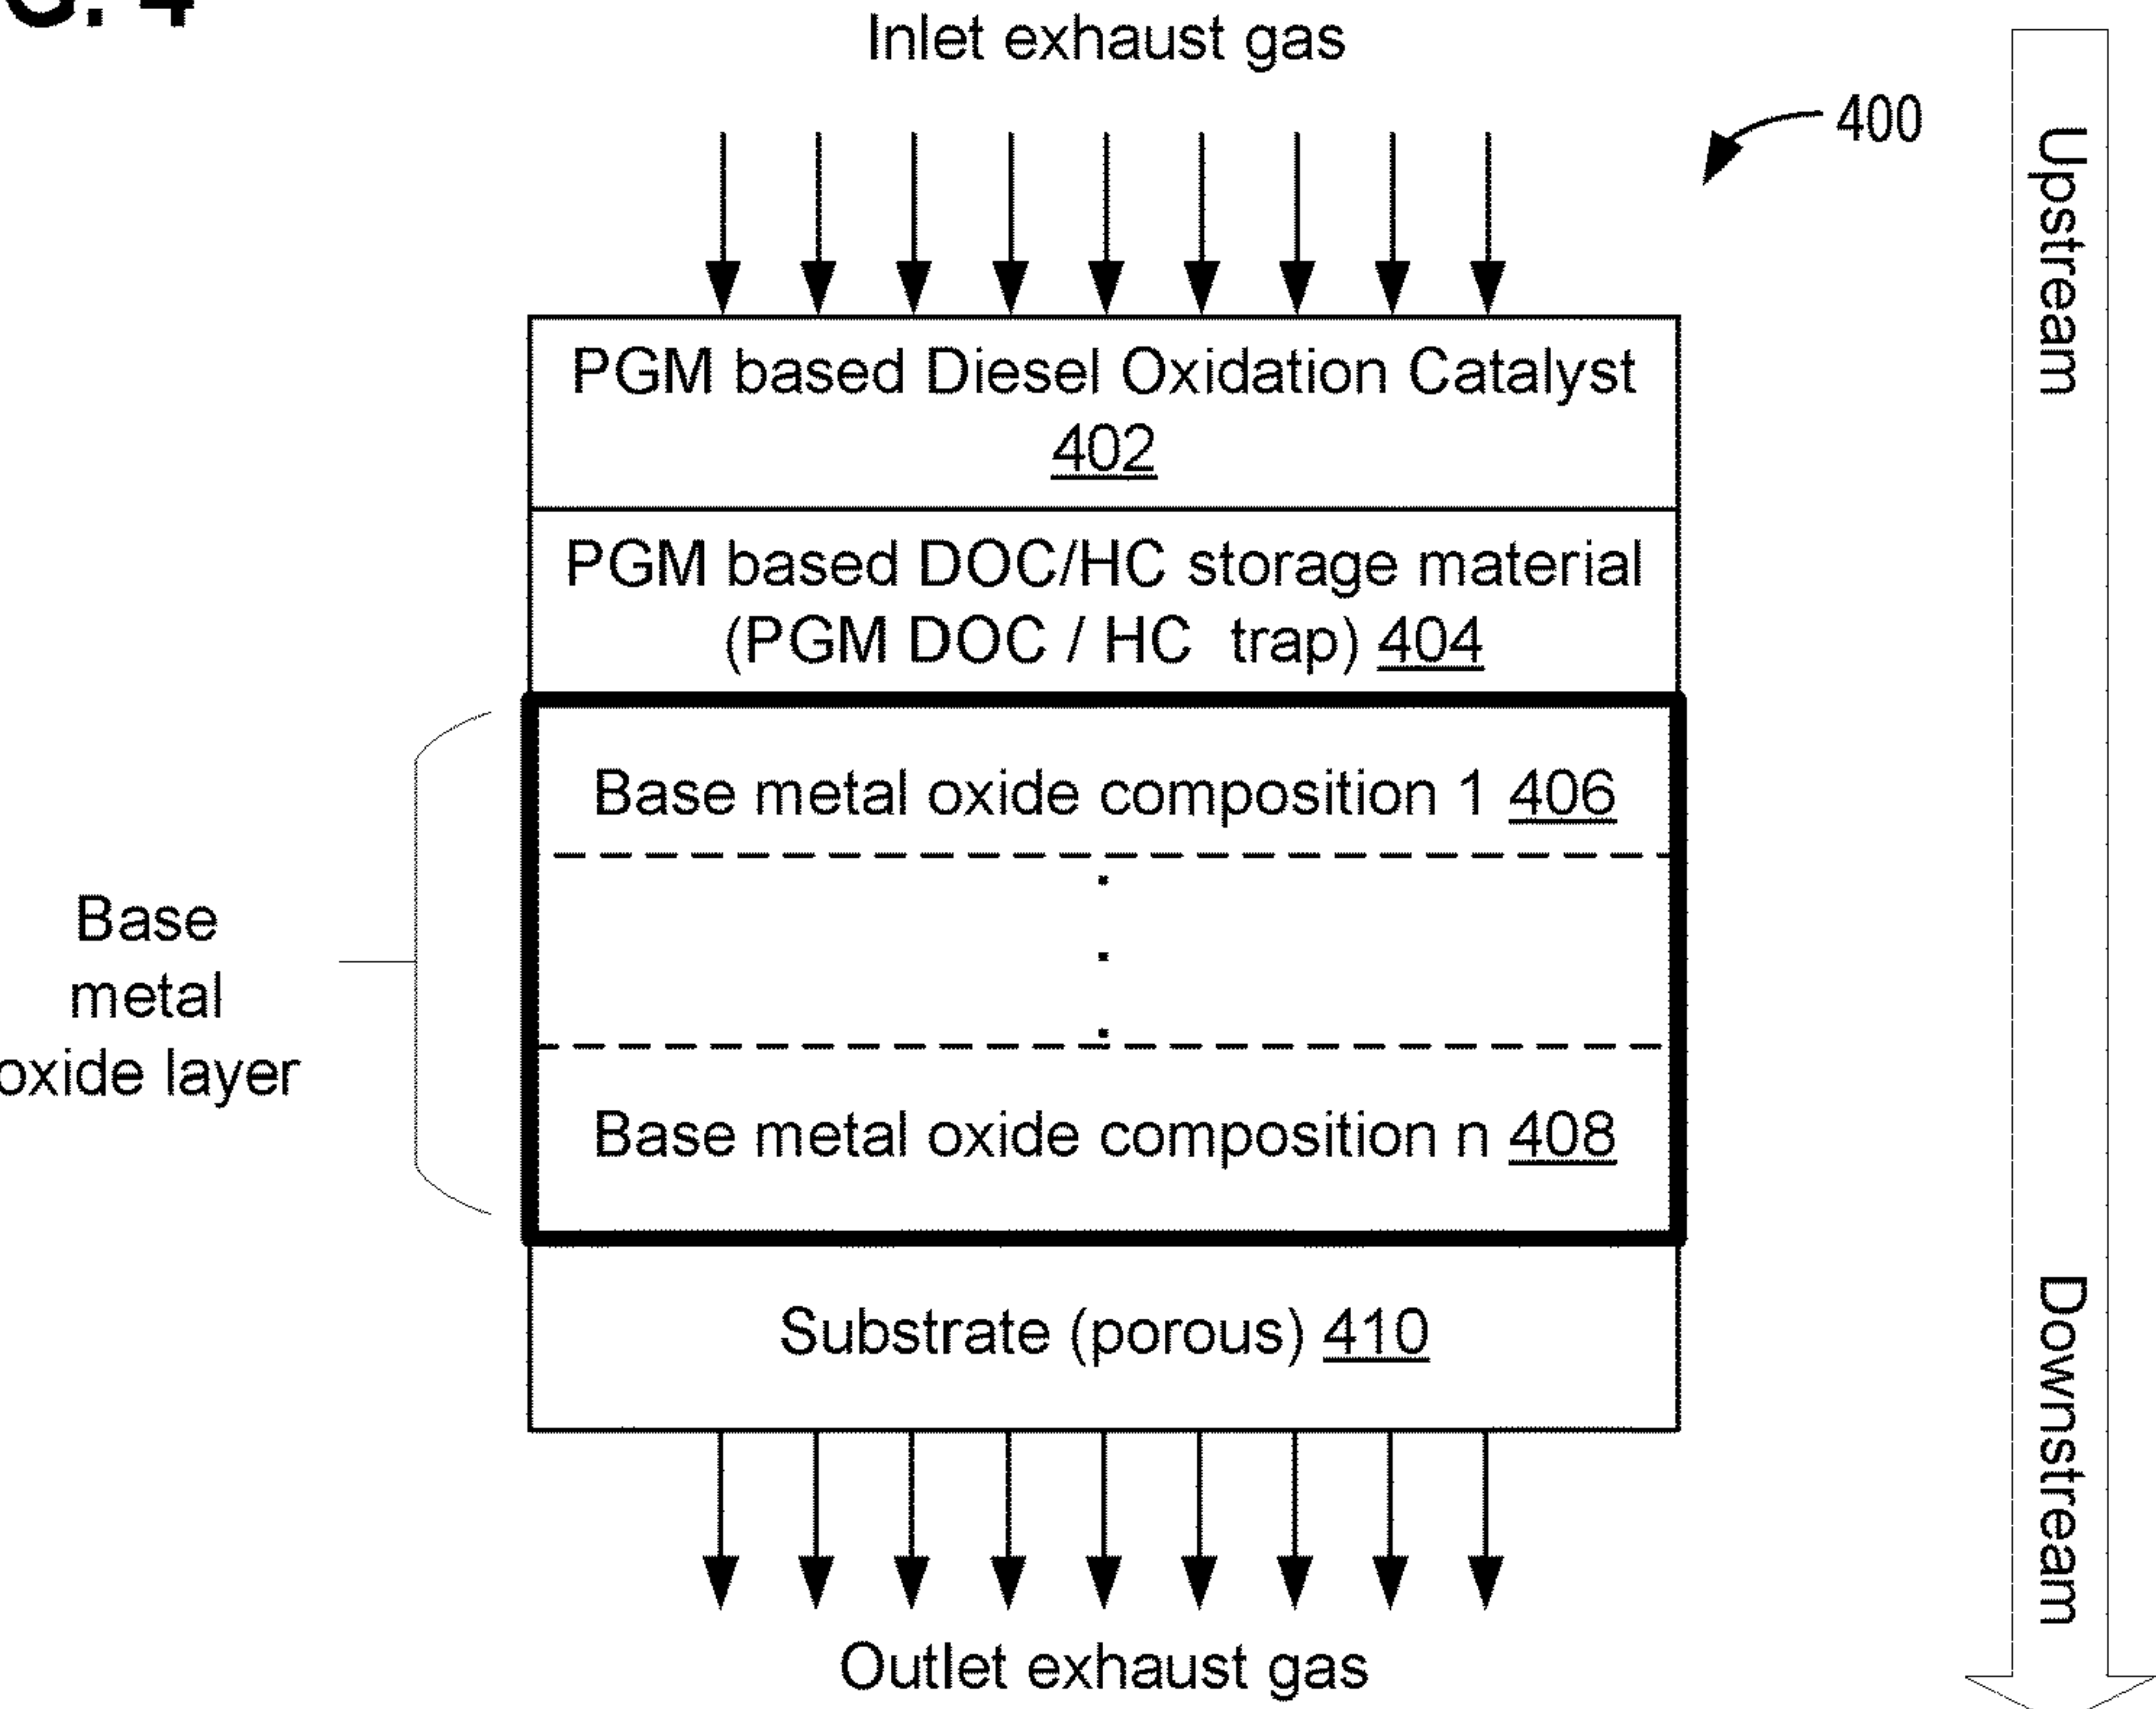 G. 4
Inlet exhaust gas
400
Upstream
PGM based Diesel Oxidation Catalyst
402
PGM based DOC/HC storage material
(PGM DOC / HC trap) 404
Base metal oxide composition 1 406
Base
metal
oxide layer
Base metal oxide composition n 408
Substrate (porous) 410
Downstream
Outlet exhaust gas